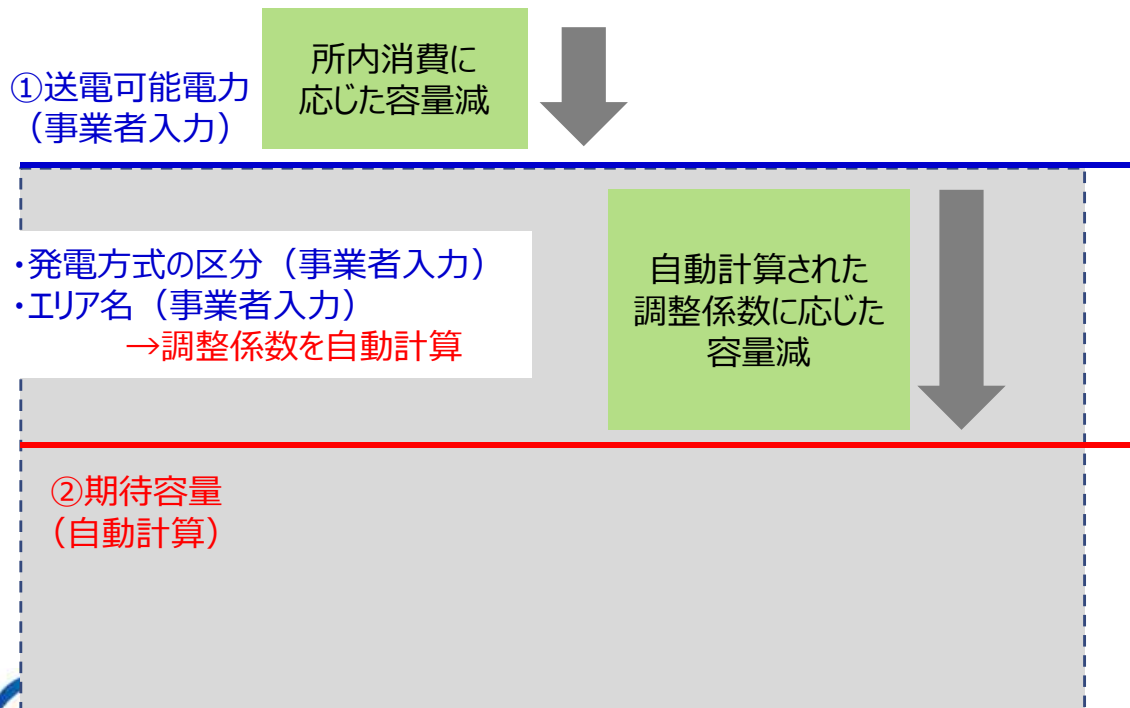 所内消費に
応じた容量減
①送電可能電力
（事業者入力）
・発電方式の区分（事業者入力）
・エリア名（事業者入力）
→調整係数を自動計算
自動計算された
調整係数に応じた
容量減
②期待容量
（自動計算）